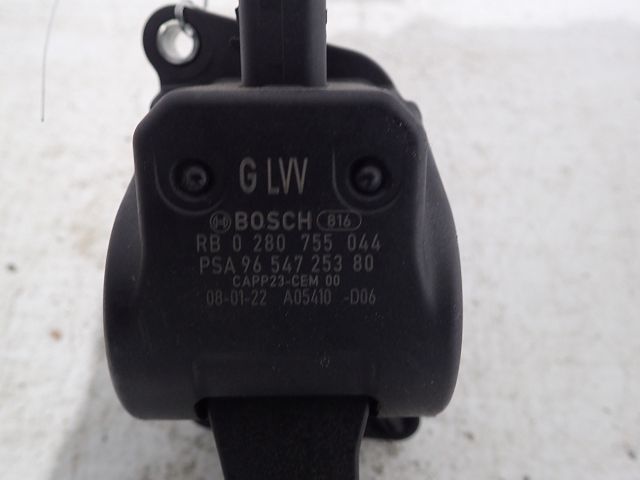 G LW
BOSCH 816
RB 0 280 755 044
PSA 96 547 253 80
CAPP23-CEM 00
08-01-22 A05410 -D06